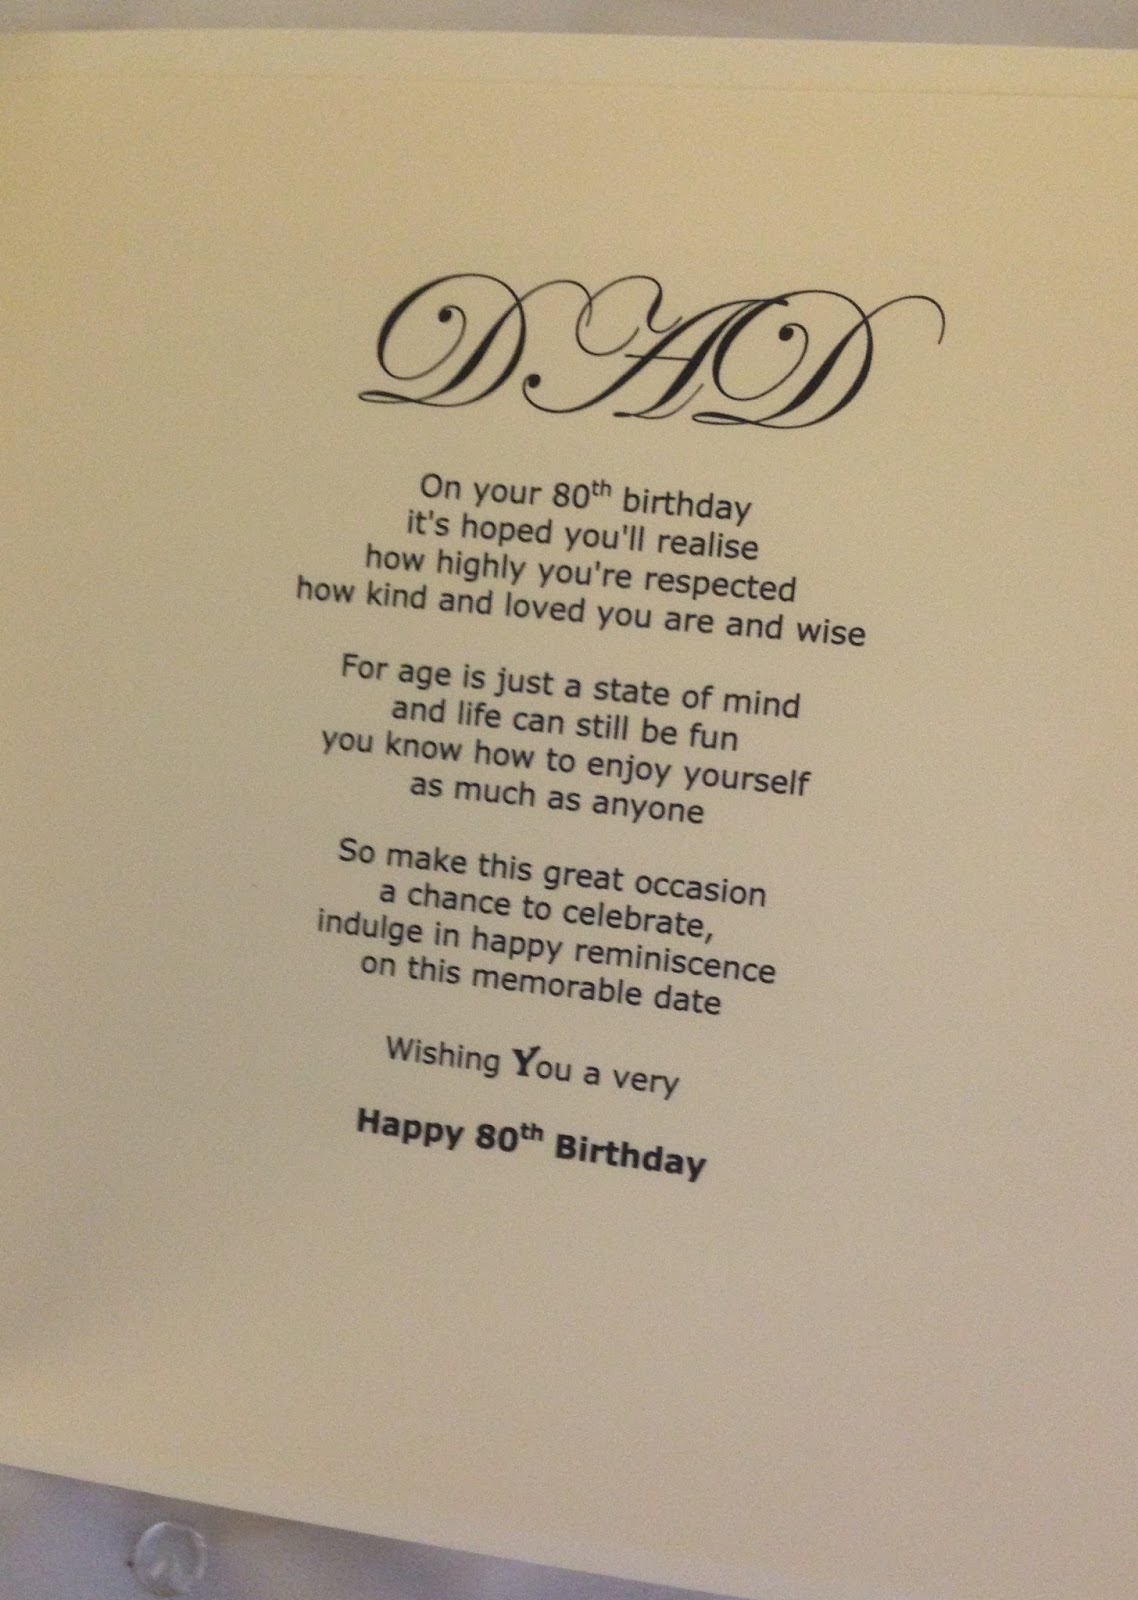 DAD
On your 80th birthday
it's hoped you'll realise
how highly you're respected
how kind and loved you are and wise
For age is just a state of mind
and life can still be fun
you know how to enjoy yourself
as much as anyone
So make this great occasion
a chance to celebrate,
indulge in happy reminiscence
on this memorable date
Wishing You a very
Happy 80th Birthday